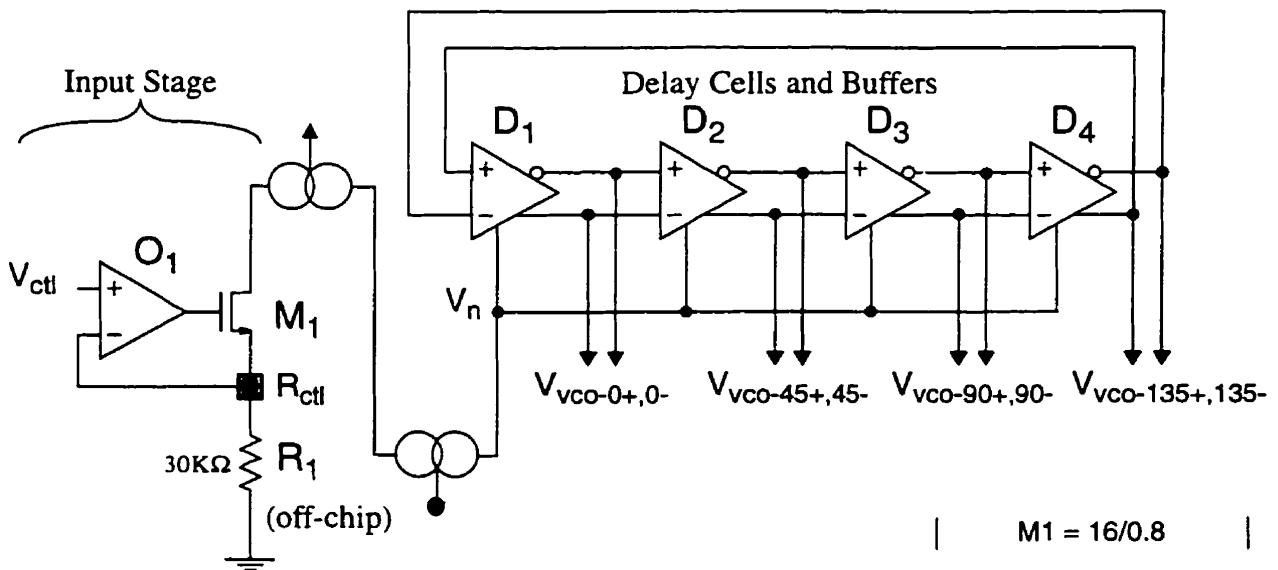 Input Stage
Delay Cells and Buffers
D1
D2
D3
D4
+
−
+
−
+
−
+
−
O1
Vctl
+
−
M1
Vn
Rctl
Vvco-0+,0-
Vvco-45+,45-
Vvco-90+,90-
Vvco-135+,135-
30KΩ
R1
(off-chip)
M1 = 16/0.8